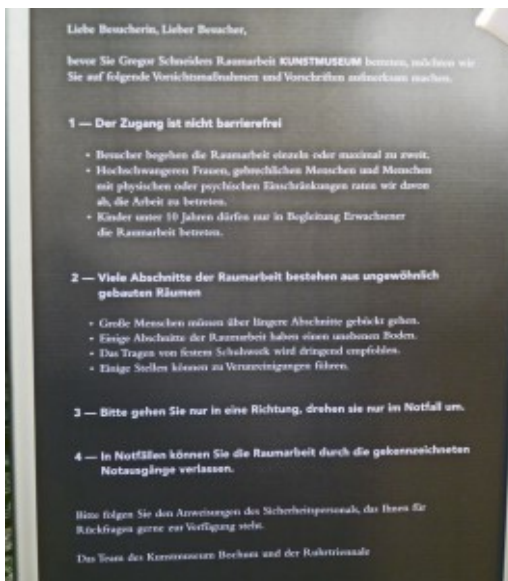 Liebe Besucherin, Lieber Besucher,
bevor Sie Gregor Schneiders Raumarbeit KUNSTMUSEUM betreten, möchten wir
Sie auf folgende Vorsichtsmaßnahmen und Vorschriften aufmerksam machen.
1 — Der Zugang ist nicht barrierefrei
• Besucher begehen die Raumarbeit einzeln oder maximal zu zweit.
• Hochschwangeren Frauen, gebrechlichen Menschen und Menschen
mit physischen oder psychischen Einschränkungen raten wir davon
ab, die Arbeit zu betreten.
• Kinder unter 10 Jahren dürfen nur in Begleitung Erwachsener
die Raumarbeit betreten.
2 — Viele Abschnitte der Raumarbeit bestehen aus ungewöhnlich
gebauten Räumen
• Große Menschen müssen über längere Abschnitte gebückt gehen.
• Einige Abschnitte der Raumarbeit haben einen unebenen Boden.
• Das Tragen von festem Schuhwerk wird dringend empfohlen.
• Einige Stellen können zu Verunreinigungen führen.
3 — Bitte gehen Sie nur in eine Richtung, drehen sie nur im Notfall um.
4 — In Notfällen können Sie die Raumarbeit durch die gekennzeichneten
Notausgänge verlassen.
Bitte folgen Sie den Anweisungen des Sicherheitspersonals, das Ihnen für
Rückfragen gerne zur Verfügung steht.
Das Team des Kunstmuseum Bochum und der Ruhrtriennale